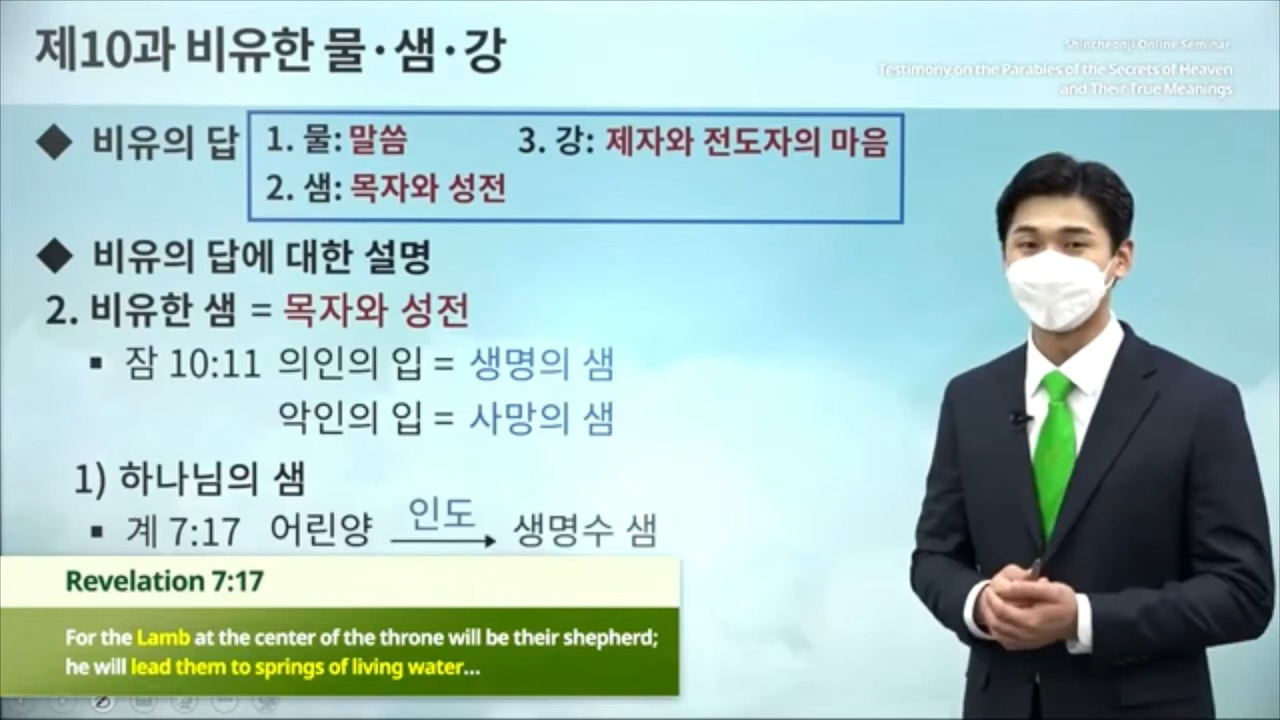 제10과 비유한 물·샘·강
Shincheonji Online Seminar
Testimony on the Parables of the Secrets of Heaven
and Their True Meanings
◆ 비유의 답
1. 물: 말씀 3. 강: 제자와 전도자의 마음
2. 샘: 목자와 성전
◆ 비유의 답에 대한 설명
2. 비유한 샘 = 목자와 성전
▪ 잠 10:11 의인의 입 = 생명의 샘
악인의 입 = 사망의 샘
1) 하나님의 샘
인도
▪ 계 7:17 어린양 → 생명수 샘
Revelation 7:17
For the Lamb at the center of the throne will be their shepherd;
he will lead them to springs of living water...